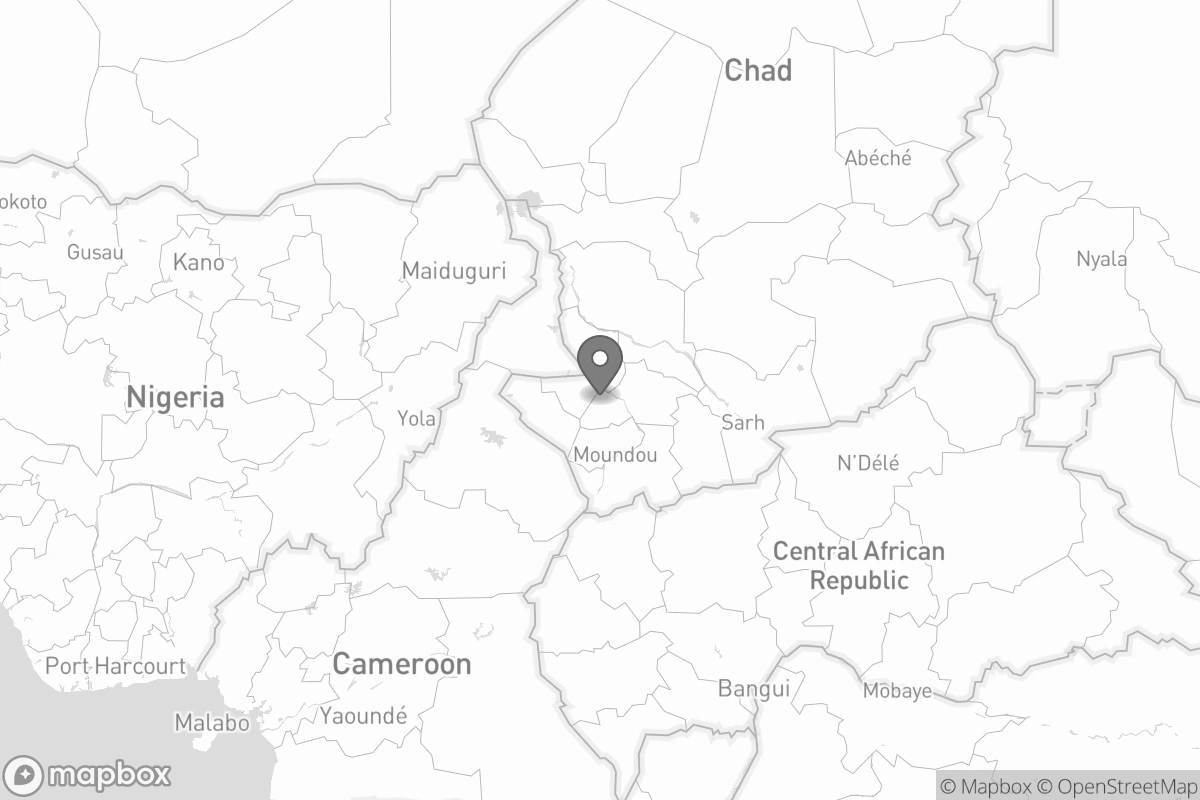 Chad
Abéché
okoto
Gusau
Kano
Maiduguri
Nyala
Nigeria
Yola
Sarh
Moundou
N'Délé
Central African
Republic
Port Harcourt
Cameroon
Bangui
Mobaye
Malabo
Yaoundé
mapbox
© Mapbox © OpenStreetMap